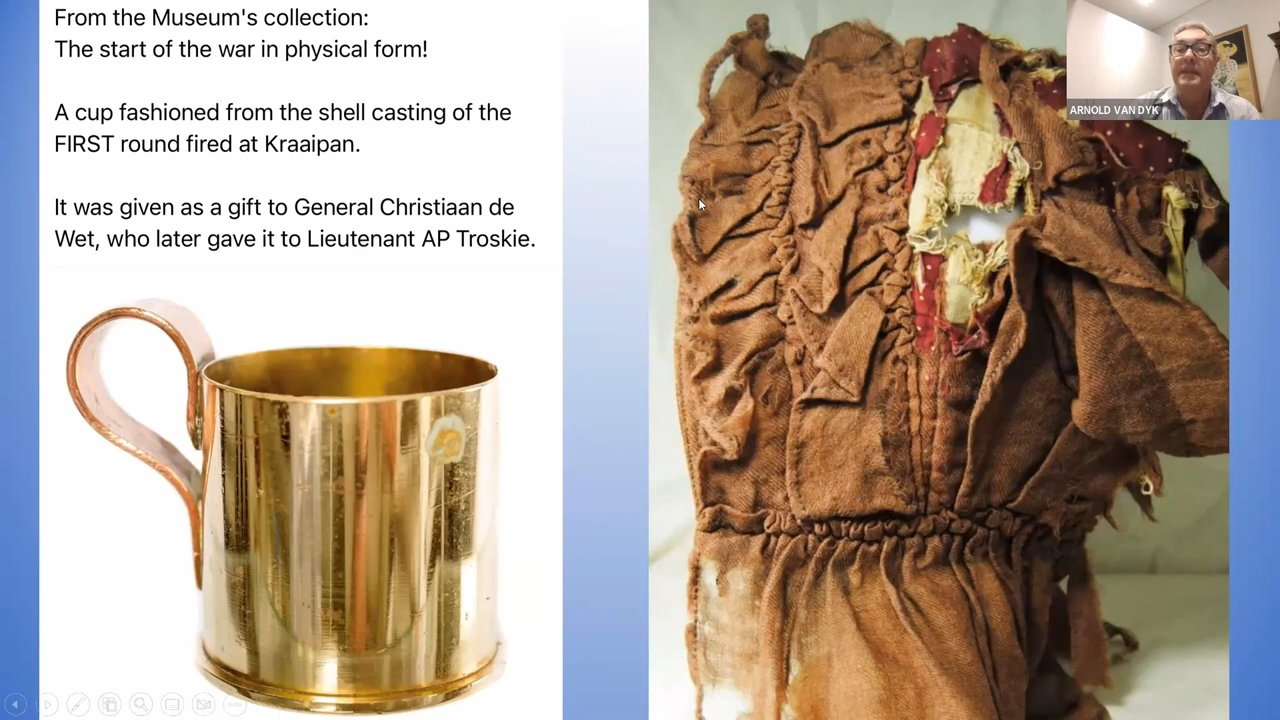 From the Museum's collection:
The start of the war in physical form!
A cup fashioned from the shell casting of the
FIRST round fired at Kraaipan.
It was given as a gift to General Christiaan de
Wet, who later gave it to Lieutenant AP Troskie.
ARNOLD VAN DYK